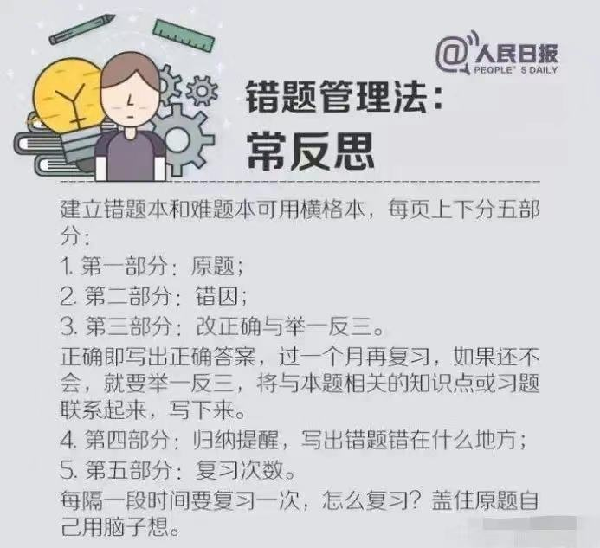 @人民日报
PEOPLE'S DAILY
错题管理法：
常反思
建立错题本和难题本可用横格本，每页上下分五部
分：
1. 第一部分：原题；
2. 第二部分：错因；
3. 第三部分：改正确与举一反三。
正确即写出正确答案，过一个月再复习，如果还不
会，就要举一反三，将与本题相关的知识点或习题
联系起来，写下来。
4. 第四部分：归纳提醒，写出错题错在什么地方；
5. 第五部分：复习次数。
每隔一段时间要复习一次，怎么复习？盖住原题自
己用脑子想。